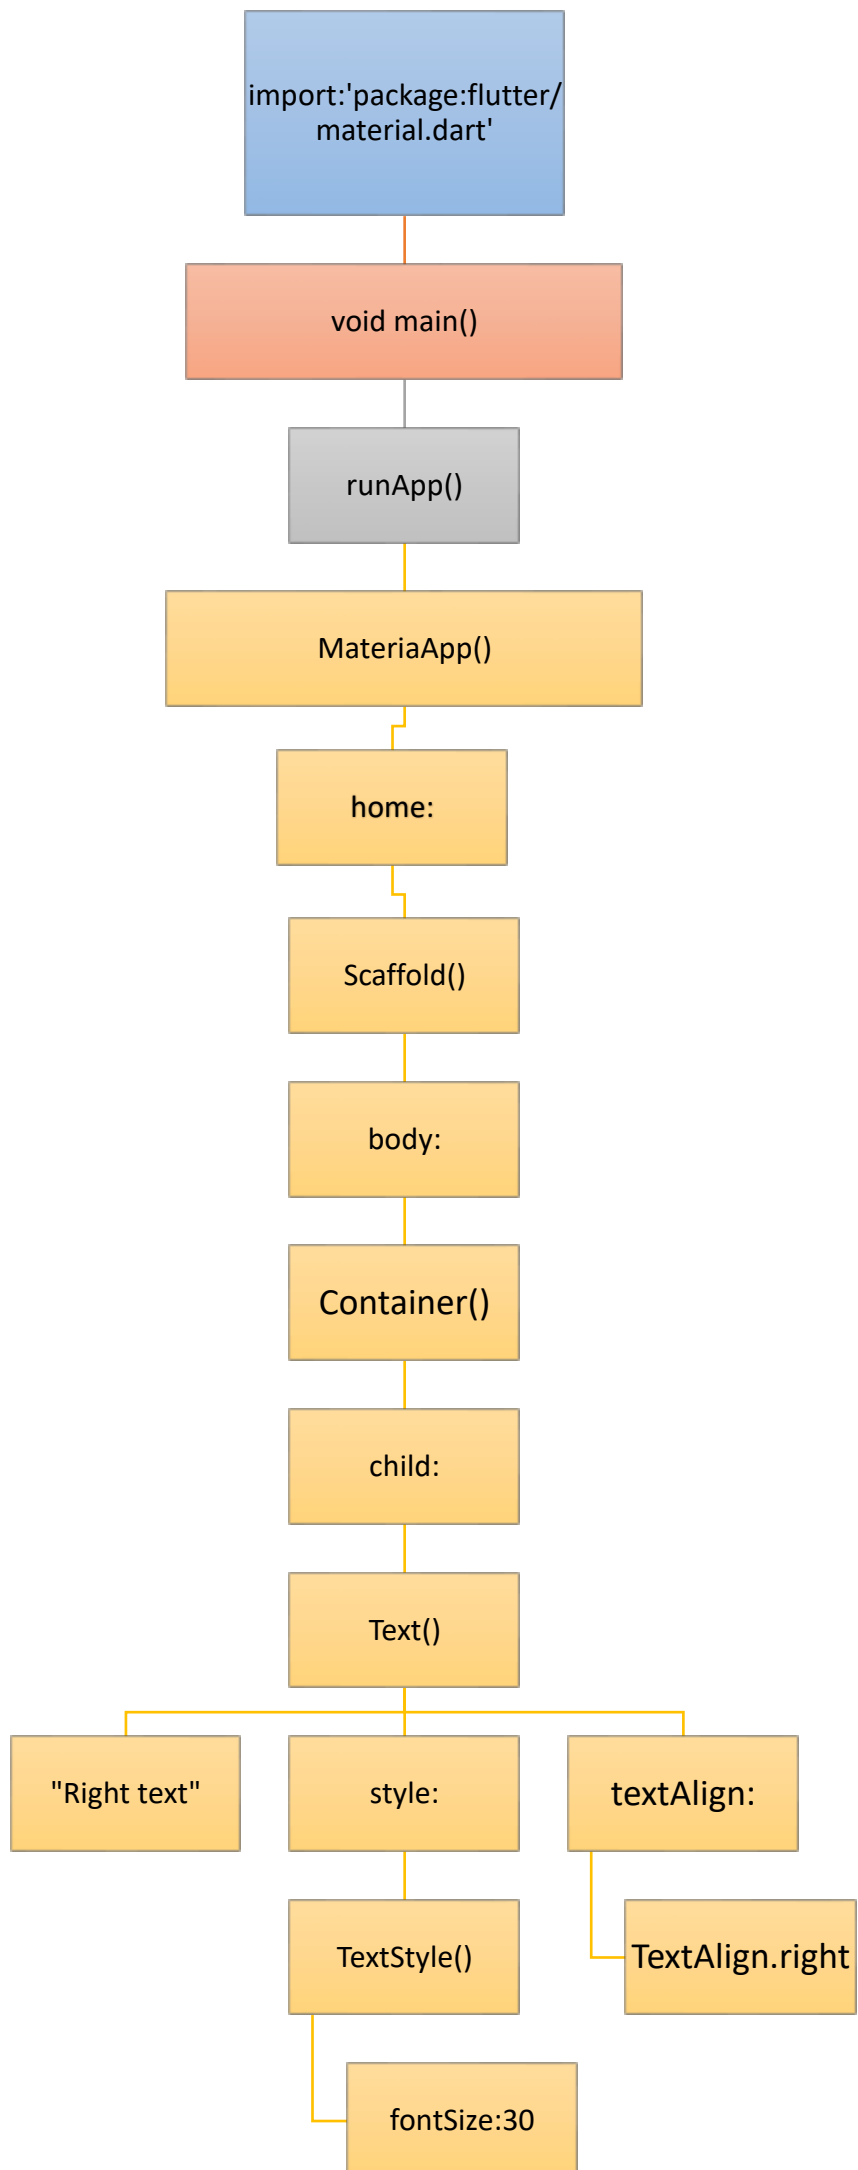 import:'package:flutter/
material.dart'
void main()
runApp()
MateriaApp()
home:
Scaffold()
body:
Container()
child:
Text()
"Right text"
style:
textAlign:
TextStyle()
TextAlign.right
fontSize:30